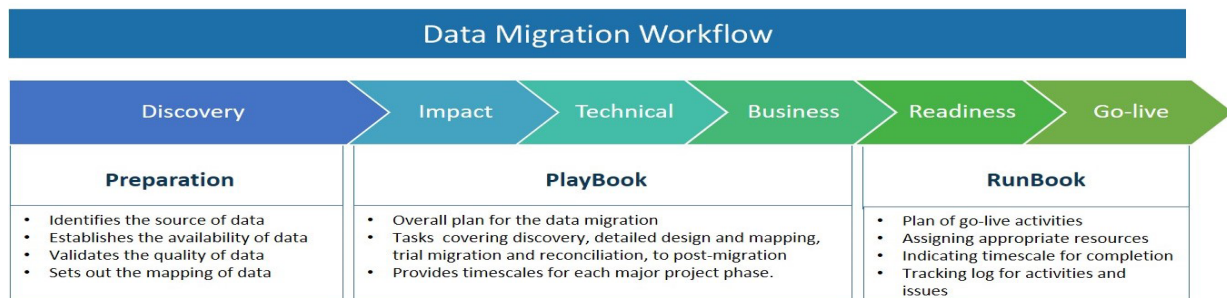 Data Migration Workflow
Discovery
Impact
Technical
Business
Readiness
Go-live
Preparation
• Identifies the source of data
• Establishes the availability of data
• Validates the quality of data
• Sets out the mapping of data
PlayBook
• Overall plan for the data migration
• Tasks covering discovery, detailed design and mapping,
trial migration and reconciliation, to post-migration
• Provides timescales for each major project phase.
RunBook
• Plan of go-live activities
• Assigning appropriate resources
• Indicating timescale for completion
• Tracking log for activities and
issues